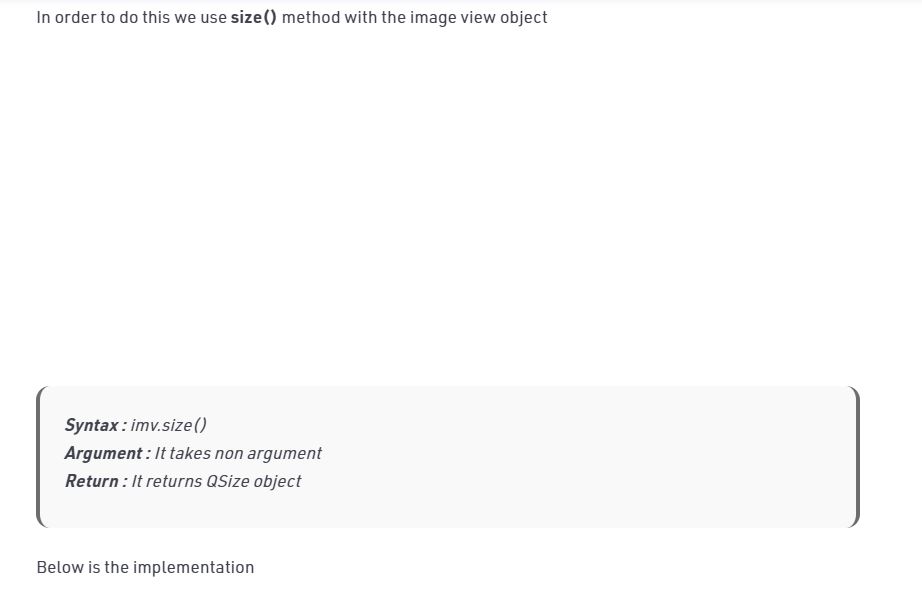 In order to do this we use size() method with the image view object
Syntax : imv.size()
Argument : It takes non argument
Return : It returns QSize object
Below is the implementation